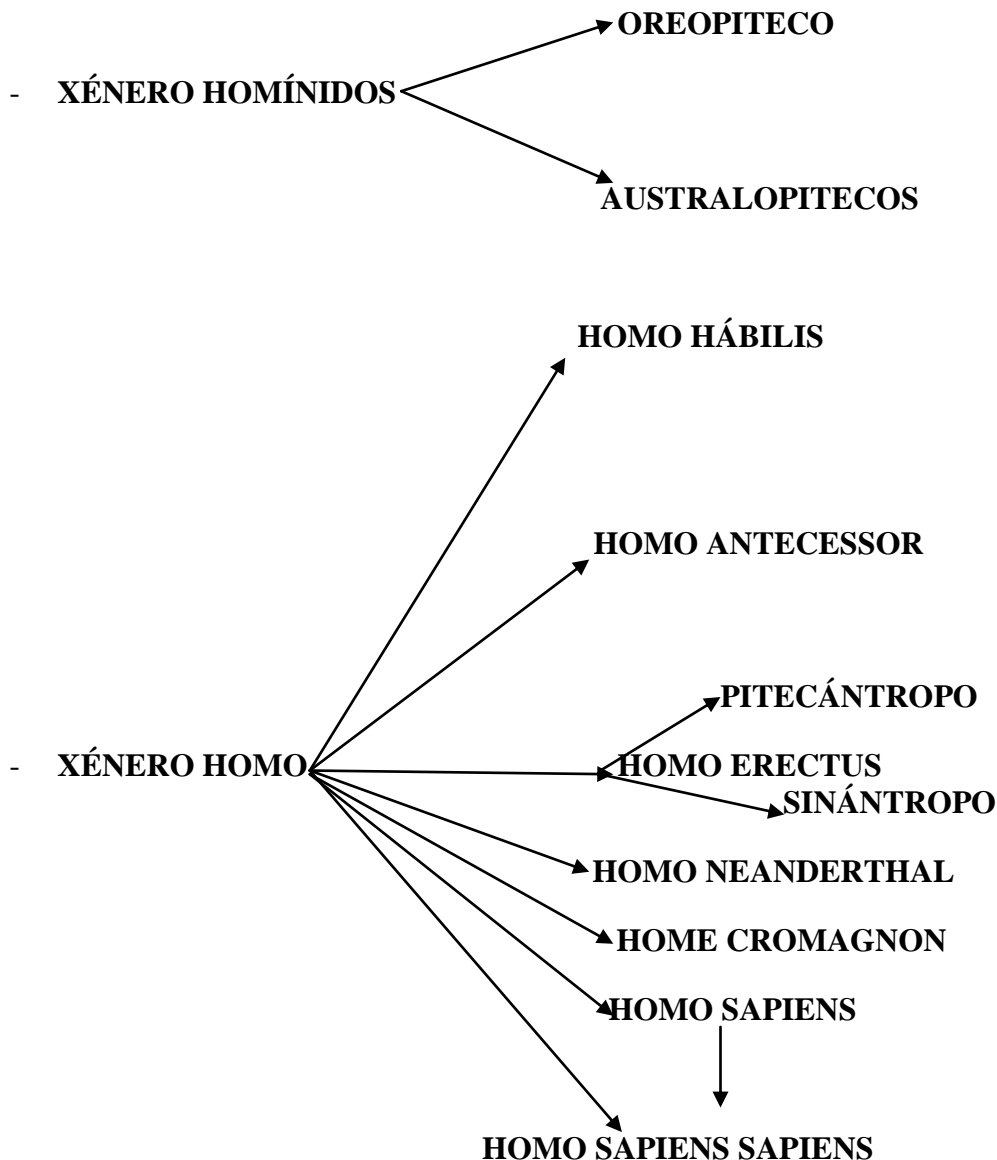 OREOPITECO
- XÉNERO HOMÍNIDOS
AUSTRALOPITECOS
HOMO HÁBILIS
HOMO ANTECESSOR
PITECÁNTROPO
- XÉNERO HOMO
HOMO ERECTUS
SINÁNTROPO
HOMO NEANDERTHAL
HOME CROMAGNON
HOMO SAPIENS
HOMO SAPIENS SAPIENS